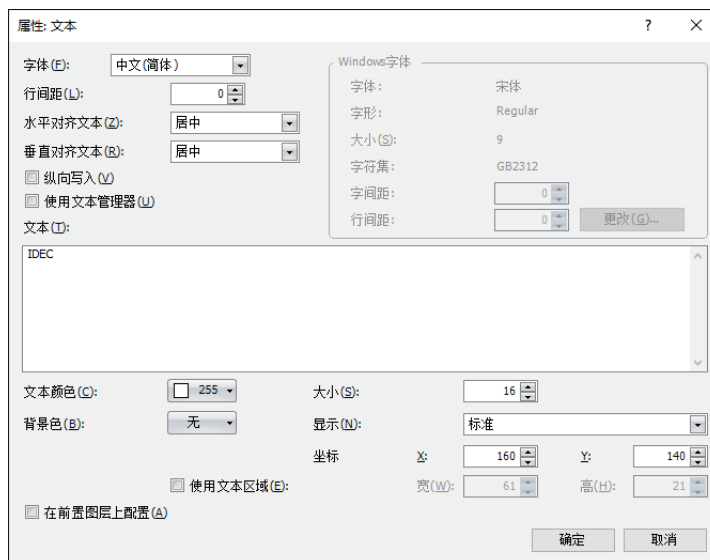 属性: 文本 ?
字体(F): 中文(简体)
行间距(L): 0
水平对齐文本(Z): 居中
垂直对齐文本(R): 居中
纵向写入(V)
使用文本管理器(U)
文本(T):
Windows字体
字体: 宋体
字形: Regular
大小(S): 9
字符集: GB2312
字间距: 0
行间距: 0 更改(G)...
IDEC
文本颜色(C): 255 大小(S): 16
背景色(B): 无 显示(N): 标准
坐标 X: 160 Y: 140
使用文本区域(E): 宽(W): 61 高(H): 21
在前置图层上配置(A)
确定 取消